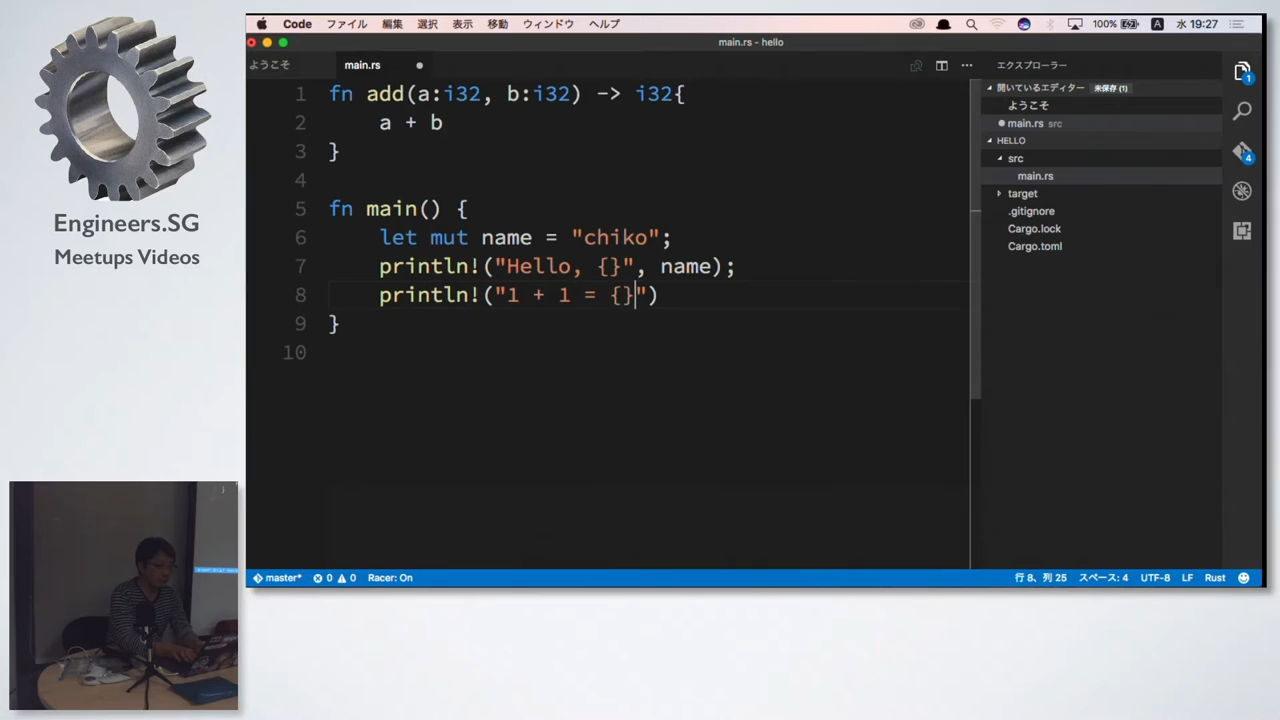 Engineers.SG
Meetups Videos
Code ファイル 編集 選択 表示 移動 ウィンドウ ヘルプ 100% A 水 19:27
main.rs - hello
ようこそ main.rs
エクスプローラー
1 fn add(a:i32, b:i32) -> i32{
2 a + b
3 }
4
5 fn main() {
6 let mut name = "chiko";
7 println!("Hello, {}", name);
8 println!("1 + 1 = {}")
9 }
10
開いているエディター 未保存 (1)
ようこそ
main.rs src
HELLO
src
main.rs
target
.gitignore
Cargo.lock
Cargo.toml
1
4
master* 0 0 Racer: On 行 8、列 25 スペース: 4 UTF-8 LF Rust